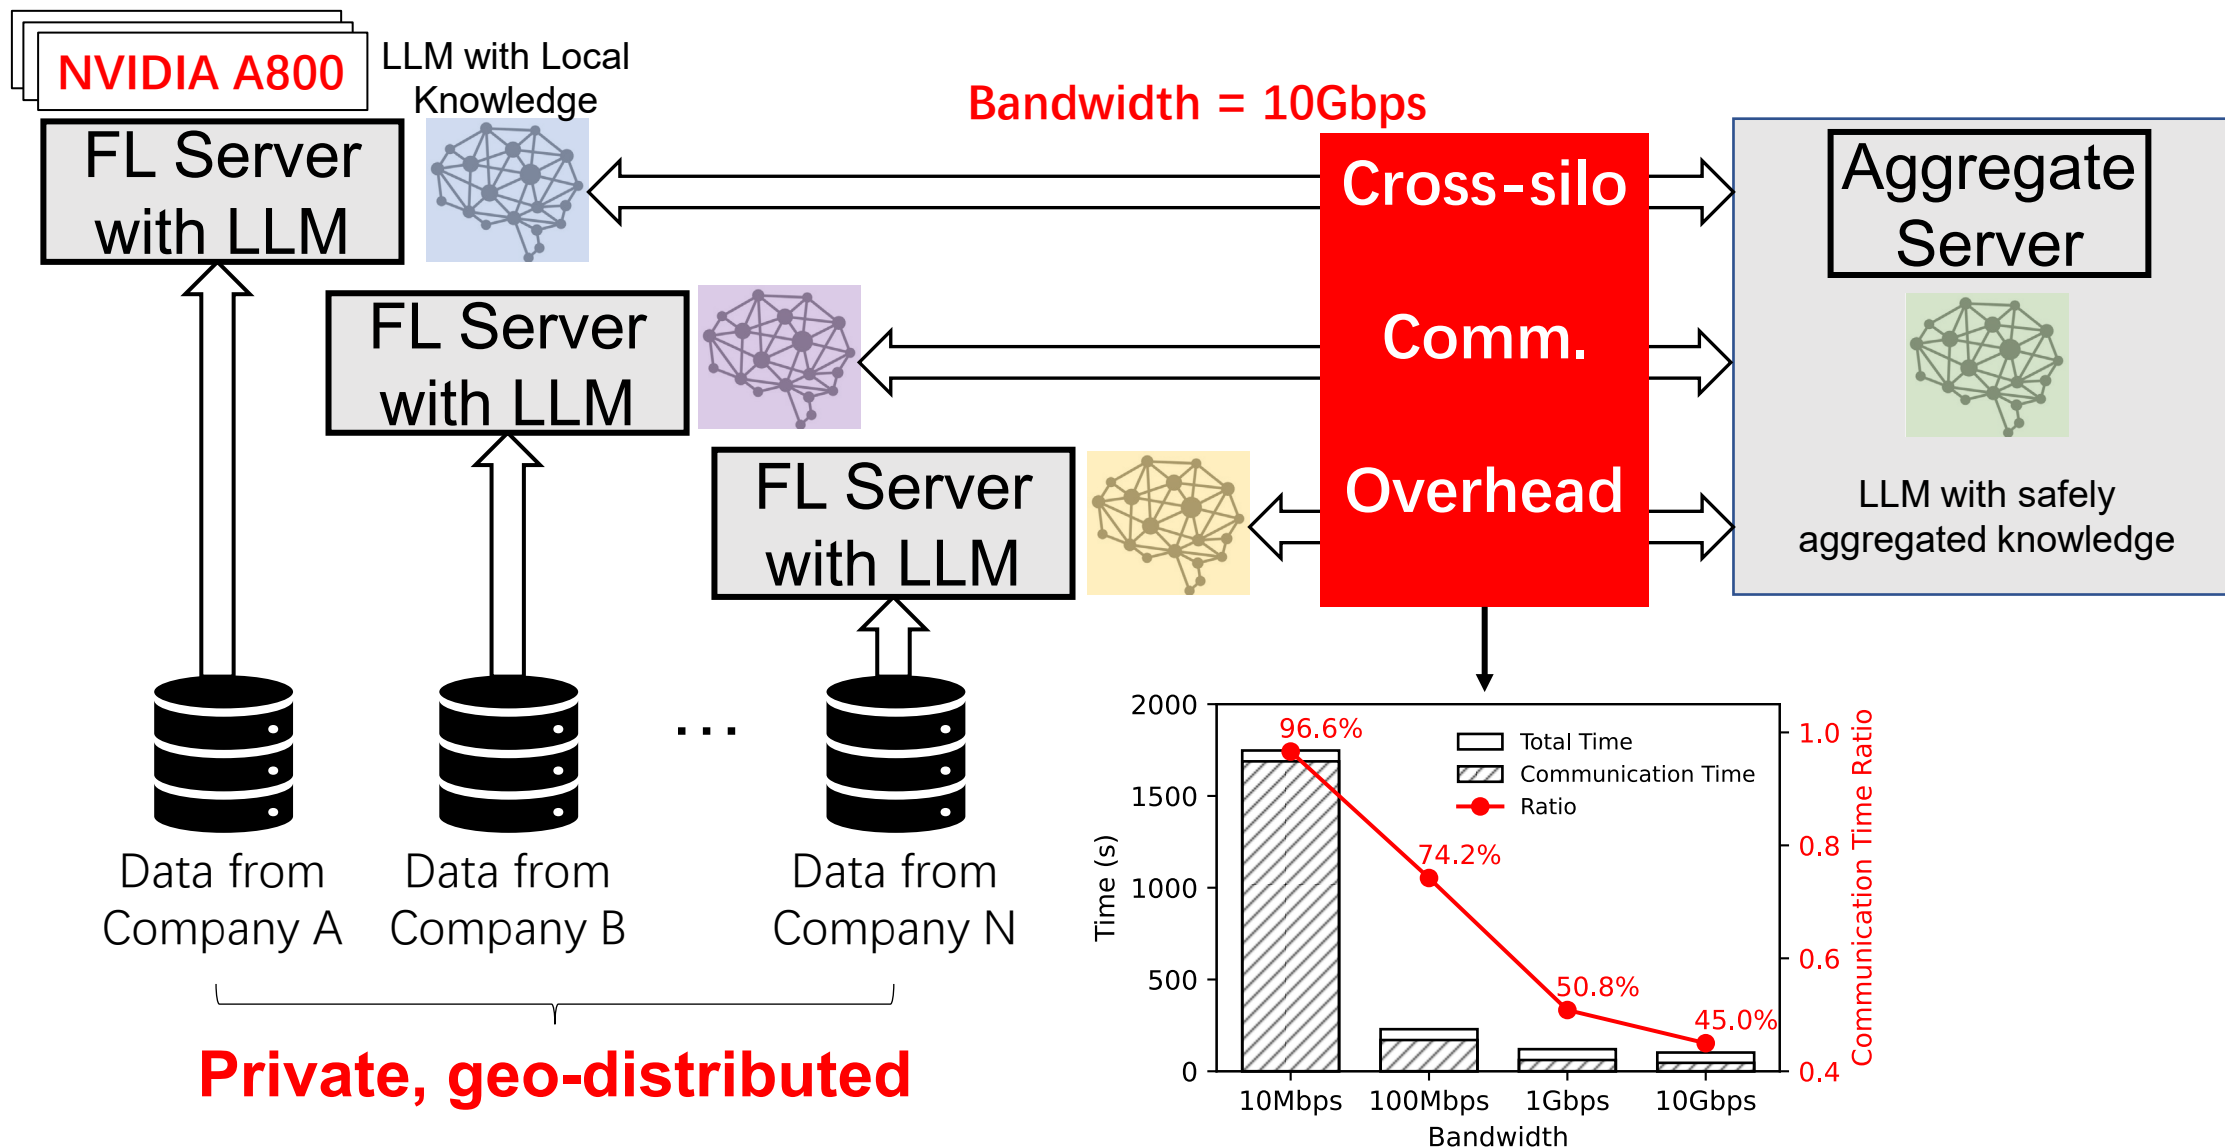 NVIDIA A800
LLM with Local
Knowledge
FL Server
with LLM
Bandwidth = 10Gbps
Cross-silo
Comm.
Overhead
Aggregate
Server
LLM with safely
aggregated knowledge
FL Server
with LLM
FL Server
with LLM
...
Data from
Company A
Data from
Company B
Data from
Company N
Private, geo-distributed
2000
1500
1000
500
0
Time (s)
96.6%
74.2%
50.8%
45.0%
Total Time
Communication Time
Ratio
1.0
0.8
0.6
0.4
Communication Time Ratio
10Mbps
100Mbps
1Gbps
10Gbps
Bandwidth